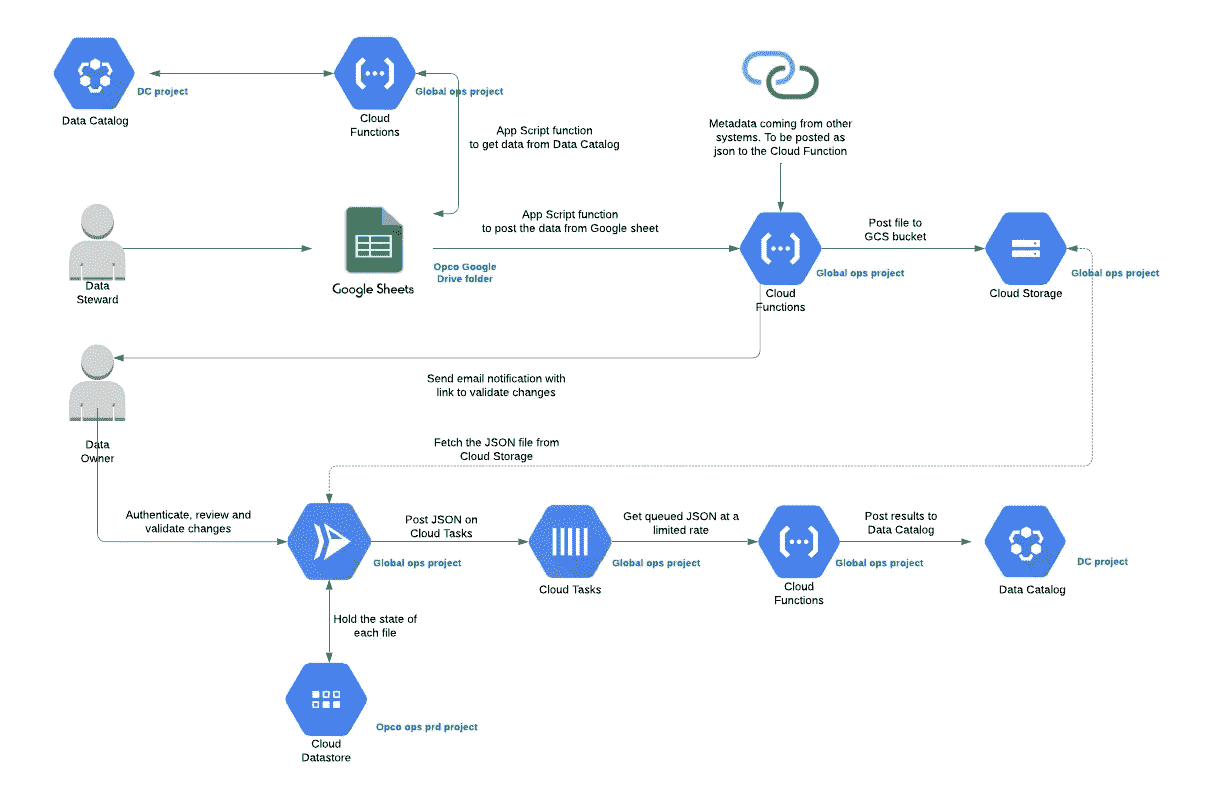 DC project
Data Catalog
Global ops project
Cloud
Functions
App Script function
to get data from Data Catalog
Metadata coming from other
systems. To be posted as
json to the Cloud Function
Data
Steward
Google Sheets
Opco Google
Drive folder
App Script function
to post the data from Google sheet
Global ops project
Cloud
Functions
Post file to
GCS bucket
Global ops project
Cloud Storage
Send email notification with
link to validate changes
Data
Owner
Fetch the JSON file from
Cloud Storage
Authenticate, review and
validate changes
Global ops project
Post JSON on
Cloud Tasks
Global ops project
Cloud Tasks
Get queued JSON at a
limited rate
Global ops project
Cloud
Functions
Post results to
Data Catalog
DC project
Data Catalog
Hold the state of
each file
Opco ops prd project
Cloud
Datastore